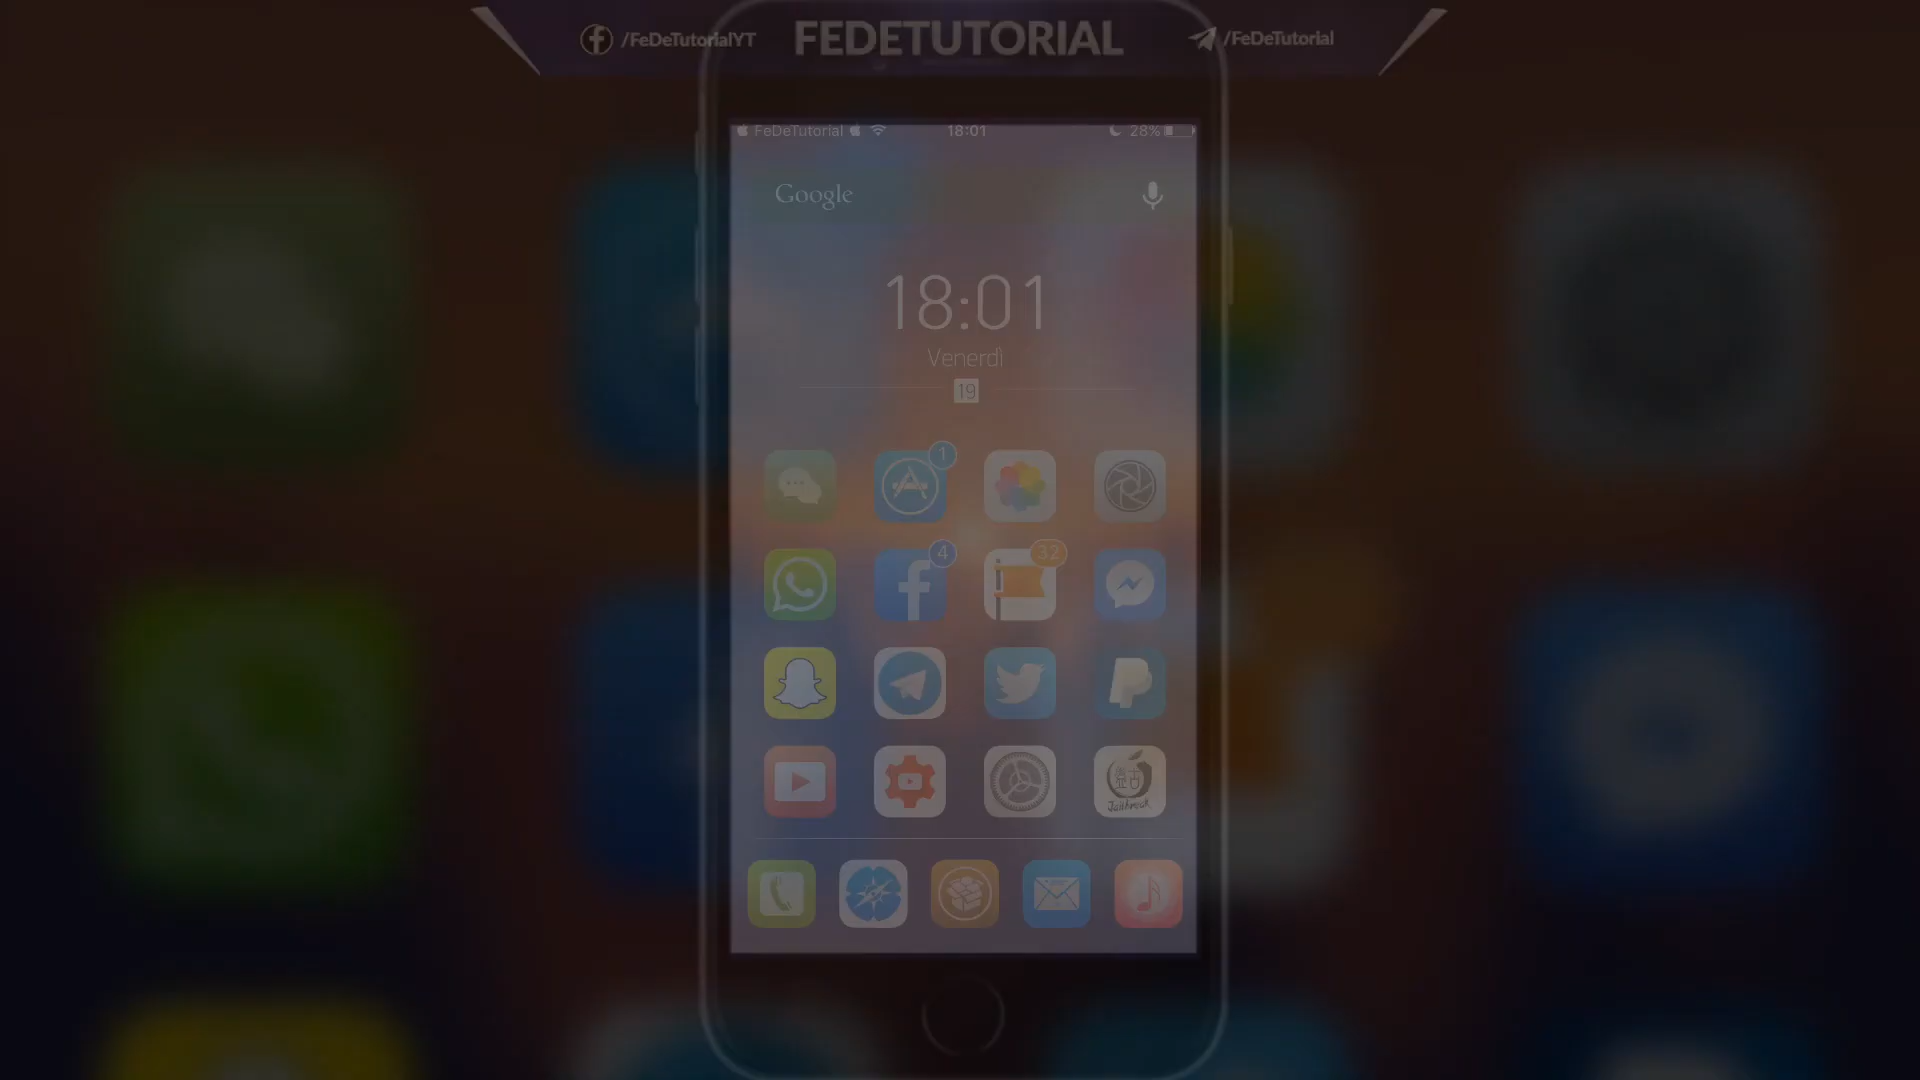 /FeDeTutorialYT
FEDETUTORIAL
/FeDeTutorial
FeDeTutorial
18:01
28%
Google
18:01
Venerdì
19
1
4
32
Jailbreak